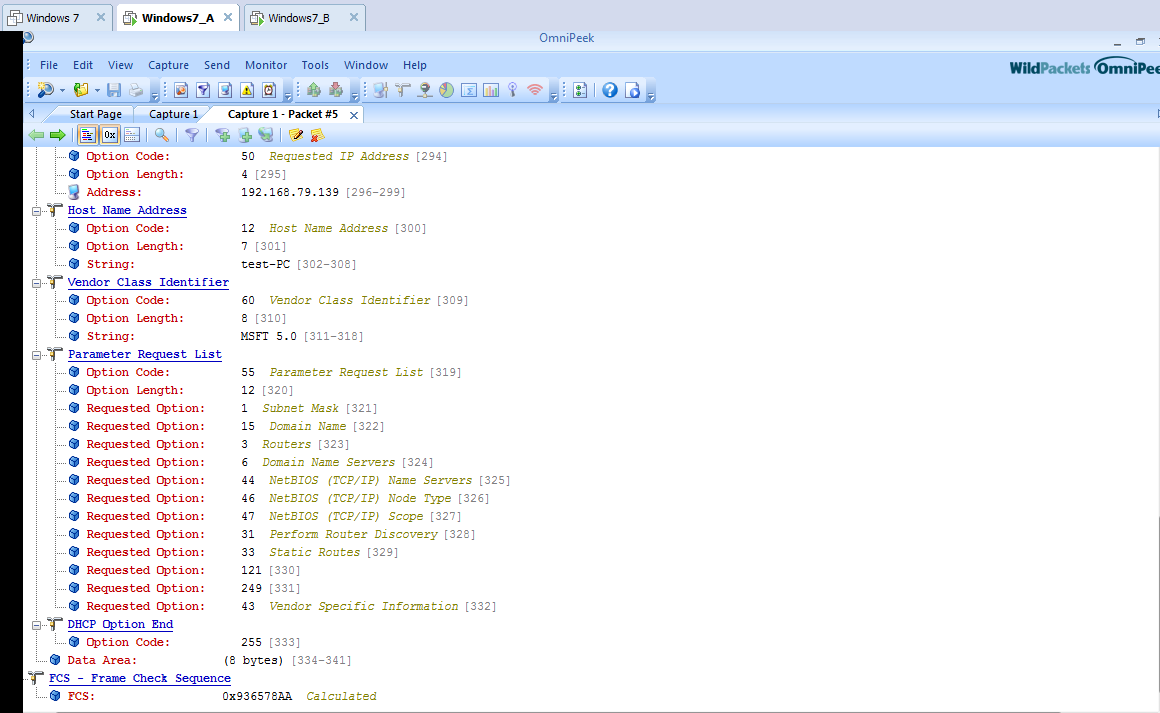 Windows 7 Windows7_A Windows7_B
OmniPeek
File Edit View Capture Send Monitor Tools Window Help
WildPackets OmniPee
Start Page Capture 1 Capture 1 - Packet #5
0x
Option Code: 50 Requested IP Address [294]
Option Length: 4 [295]
Address: 192.168.79.139 [296-299]
Host Name Address
Option Code: 12 Host Name Address [300]
Option Length: 7 [301]
String: test-PC [302-308]
Vendor Class Identifier
Option Code: 60 Vendor Class Identifier [309]
Option Length: 8 [310]
String: MSFT 5.0 [311-318]
Parameter Request List
Option Code: 55 Parameter Request List [319]
Option Length: 12 [320]
Requested Option: 1 Subnet Mask [321]
Requested Option: 15 Domain Name [322]
Requested Option: 3 Routers [323]
Requested Option: 6 Domain Name Servers [324]
Requested Option: 44 NetBIOS (TCP/IP) Name Servers [325]
Requested Option: 46 NetBIOS (TCP/IP) Node Type [326]
Requested Option: 47 NetBIOS (TCP/IP) Scope [327]
Requested Option: 31 Perform Router Discovery [328]
Requested Option: 33 Static Routes [329]
Requested Option: 121 [330]
Requested Option: 249 [331]
Requested Option: 43 Vendor Specific Information [332]
DHCP Option End
Option Code: 255 [333]
Data Area: (8 bytes) [334-341]
FCS - Frame Check Sequence
FCS: 0x936578AA Calculated